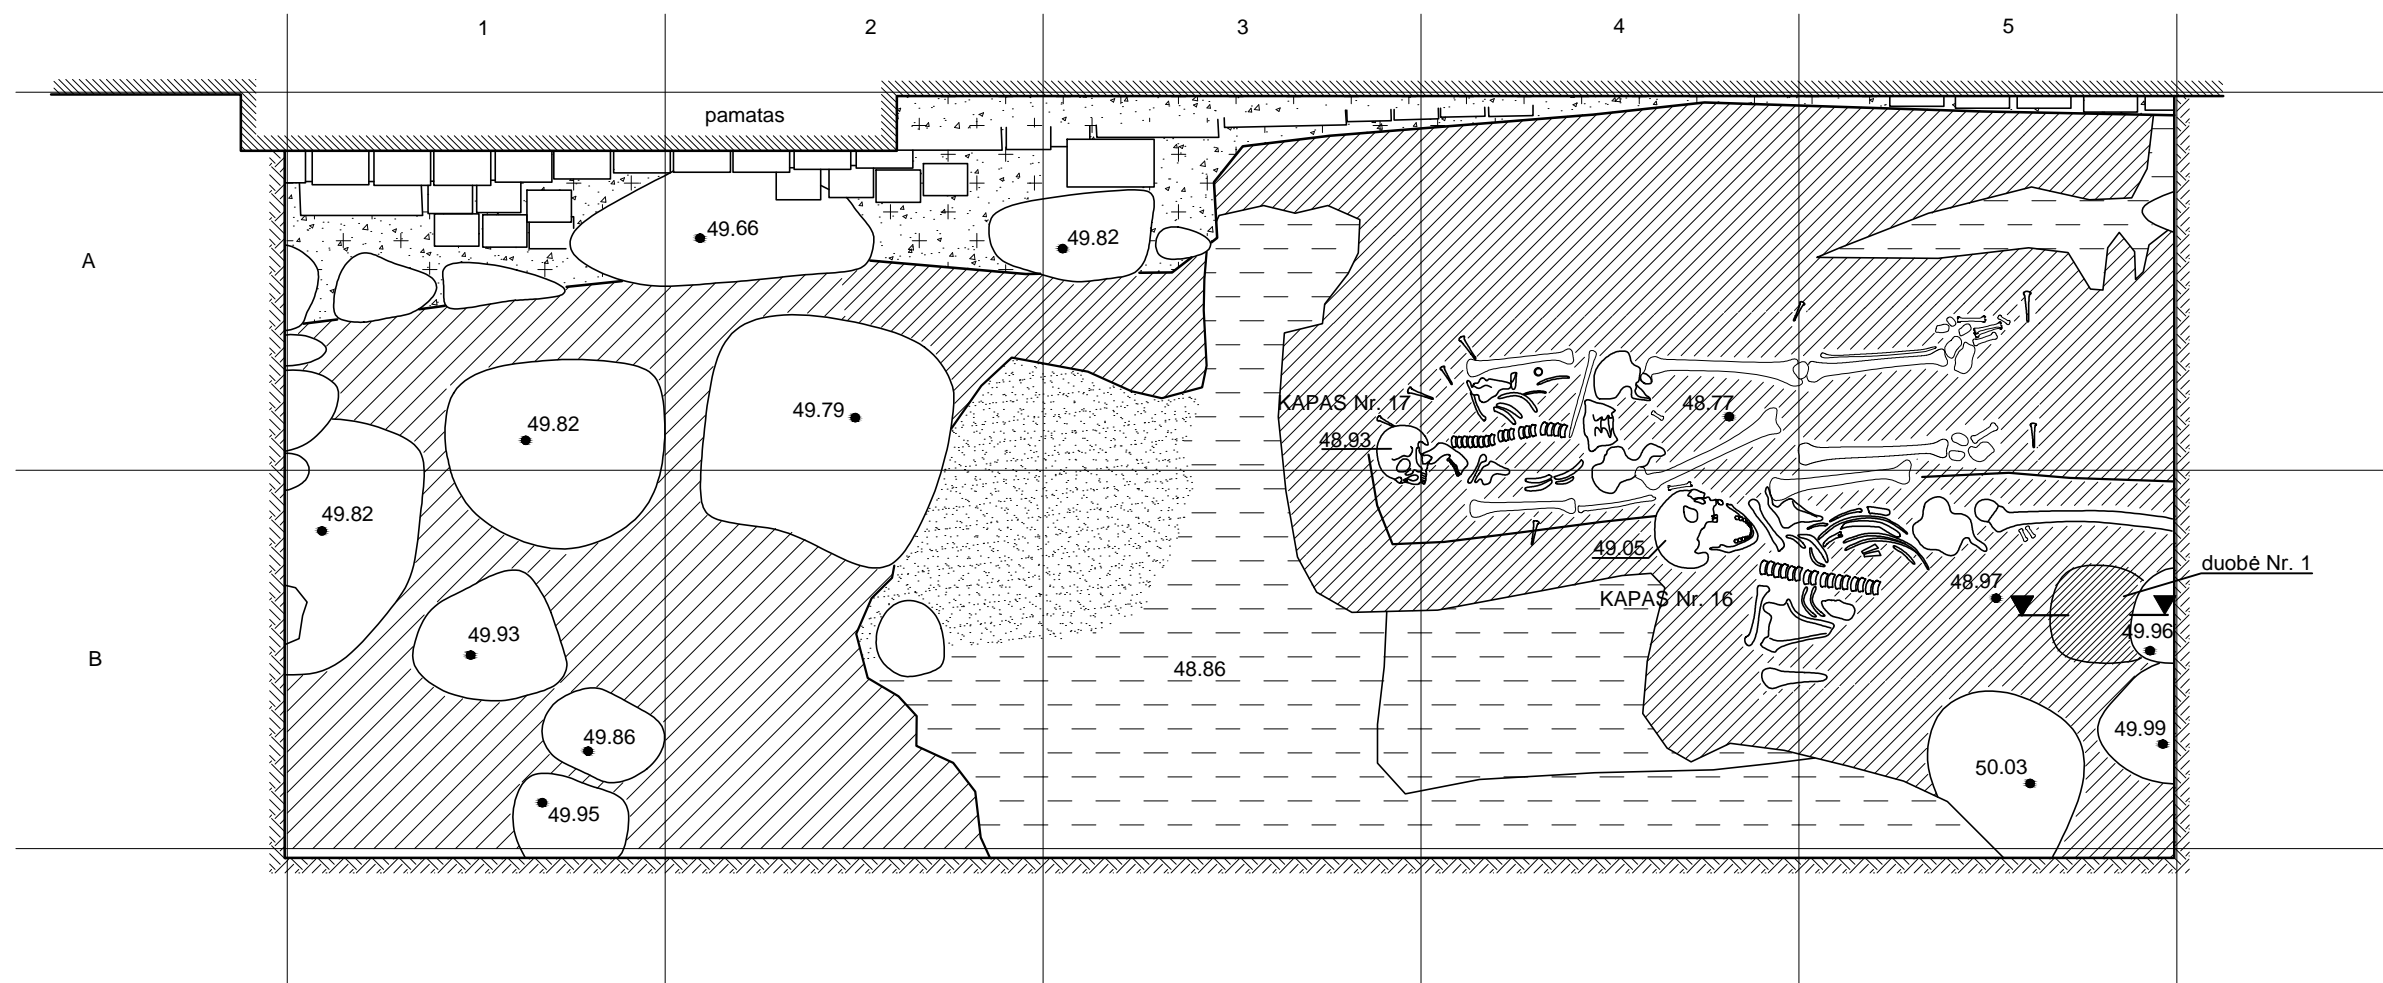 1 2 3 4 5
pamatas
49.66
49.82
A
KAPAS Nr. 17
48.77
49.79
49.82
48.93
49.82
49.05
duobė Nr. 1
48.97
KAPAS Nr. 16
49.93
49.96
B
48.86
49.99
49.86
50.03
49.95